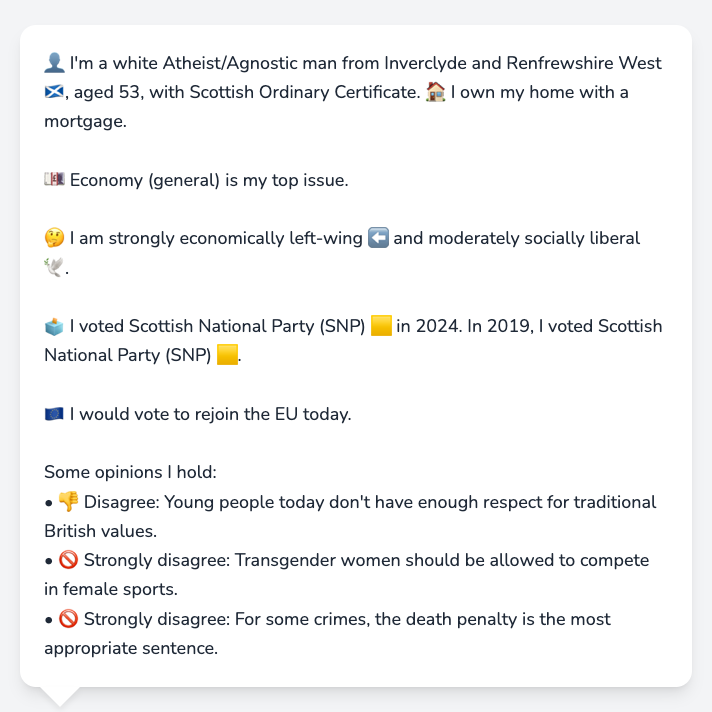 👤 I'm a white Atheist/Agnostic man from Inverclyde and Renfrewshire West
🏴󠁧󠁢󠁳󠁣󠁴󠁿, aged 53, with Scottish Ordinary Certificate. 🏠 I own my home with a
mortgage.
💷 Economy (general) is my top issue.
🤔 I am strongly economically left-wing ⬅️ and moderately socially liberal
🕊️.
🗳️ I voted Scottish National Party (SNP) 🟨 in 2024. In 2019, I voted Scottish
National Party (SNP) 🟨.
🇪🇺 I would vote to rejoin the EU today.
Some opinions I hold:
• 👎 Disagree: Young people today don't have enough respect for traditional
British values.
• 🚫 Strongly disagree: Transgender women should be allowed to compete
in female sports.
• 🚫 Strongly disagree: For some crimes, the death penalty is the most
appropriate sentence.